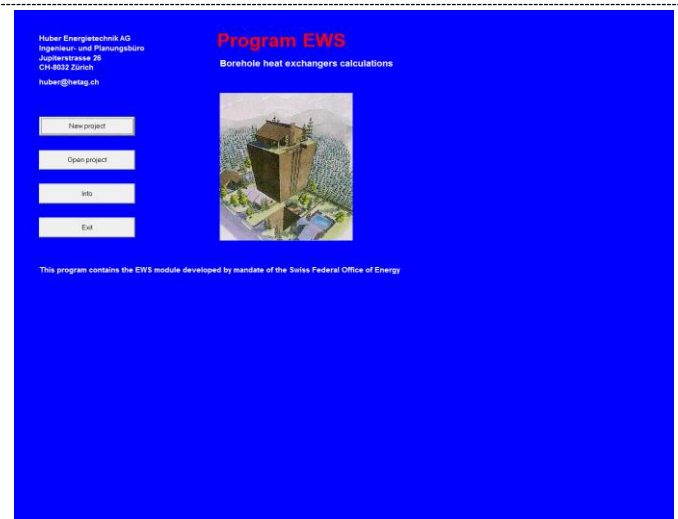 Huber Energietechnik AG
Ingenieur- und Planungsbüro
Jupiterstrasse 26
CH-8032 Zürich
huber@hetag.ch
Program EWS
Borehole heat exchangers calculations
New project
Open project
Info
Exit
This program contains the EWS module developed by mandate of the Swiss Federal Office of Energy